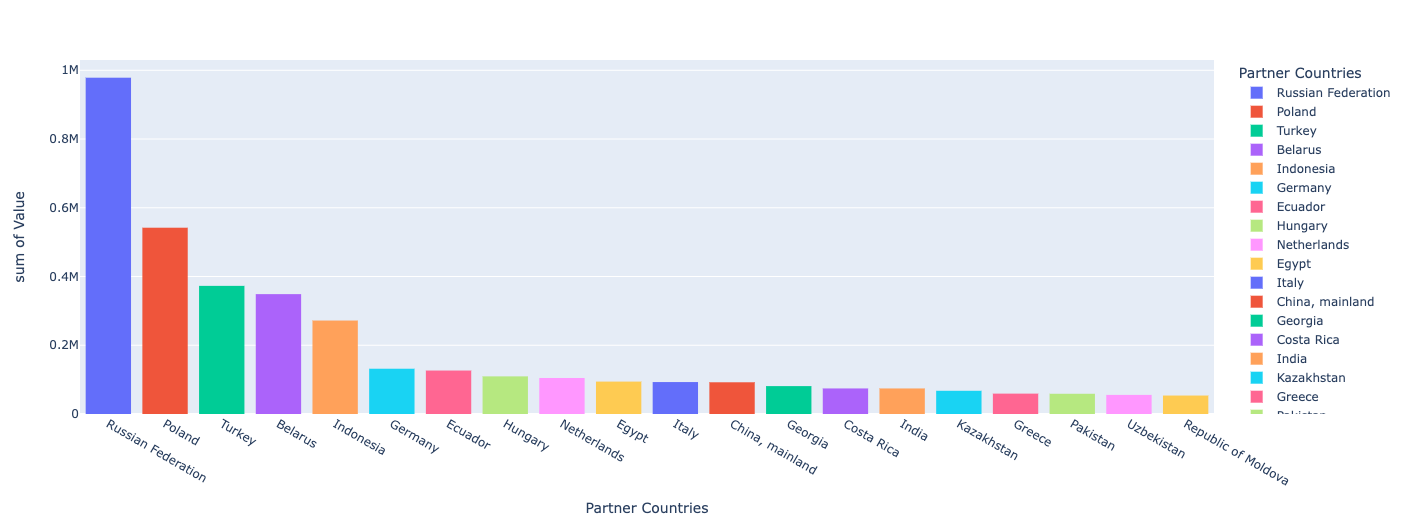 1M
0.8M
0.6M
0.4M
0.2M
0
sum of Value
Russian Federation
Poland
Turkey
Belarus
Indonesia
Germany
Ecuador
Hungary
Netherlands
Egypt
Italy
China, mainland
Georgia
Costa Rica
India
Kazakhstan
Greece
Pakistan
Uzbekistan
Republic of Moldova
Partner Countries
Partner Countries
Russian Federation
Poland
Turkey
Belarus
Indonesia
Germany
Ecuador
Hungary
Netherlands
Egypt
Italy
China, mainland
Georgia
Costa Rica
India
Kazakhstan
Greece
Pakistan